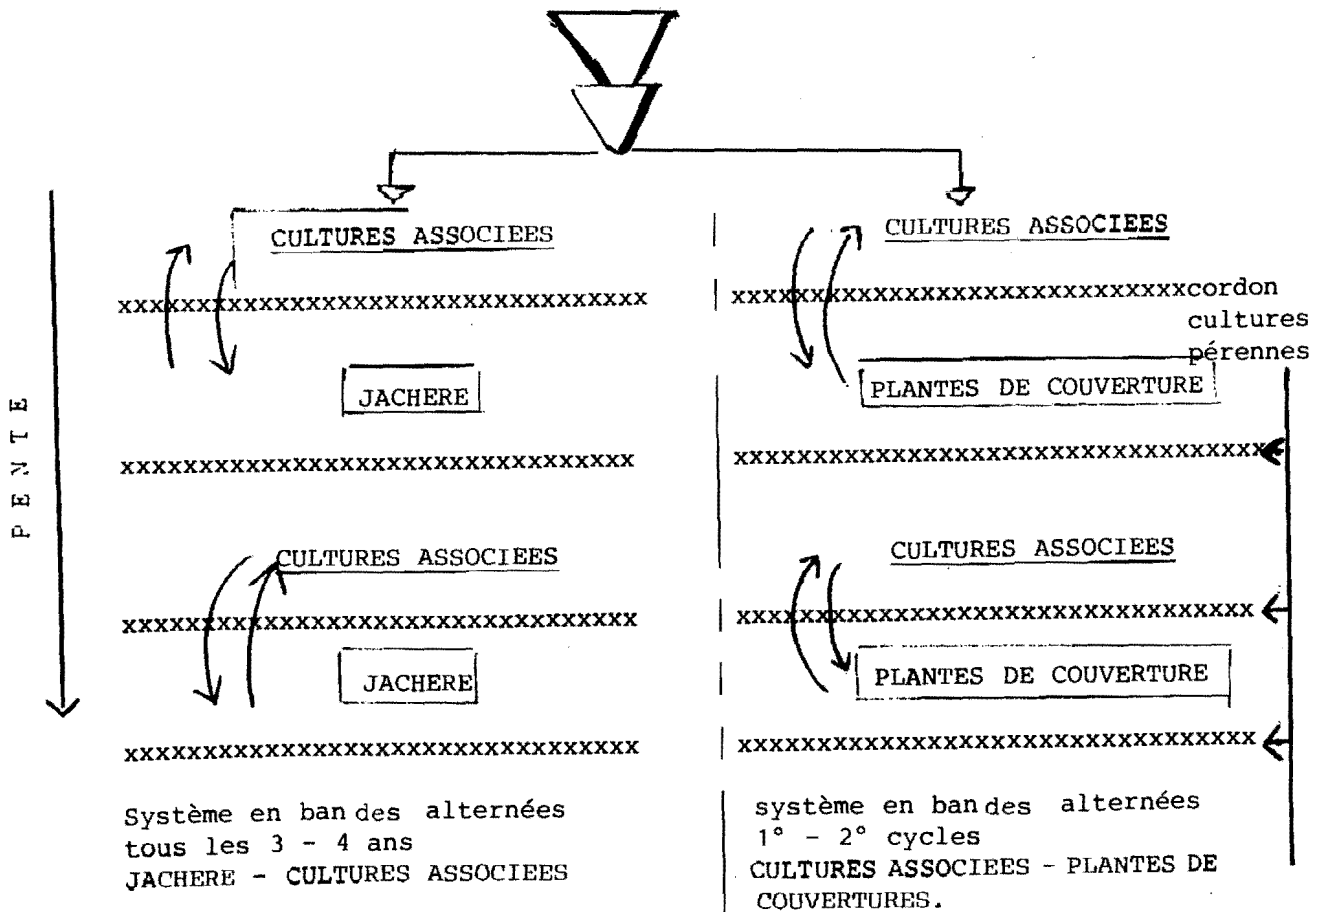 PENTE
CULTURES ASSOCIEES
xxxxxxxxxxxxxxxxxxxxxxxxxxxxxxxxxx
JACHERE
xxxxxxxxxxxxxxxxxxxxxxxxxxxxxxxxx
CULTURES ASSOCIEES
xxxxxxxxxxxxxxxxxxxxxxxxxxxxxxxxx
JACHERE
xxxxxxxxxxxxxxxxxxxxxxxxxxxxxxxxx
Système en bandes alternées
tous les 3 - 4 ans
JACHERE - CULTURES ASSOCIEES
CULTURES ASSOCIEES
xxxxxxxxxxxxxxxxxxxxxxxxxxxxxcordon
cultures
pérennes
PLANTES DE COUVERTURE
xxxxxxxxxxxxxxxxxxxxxxxxxxxxxxxxxx
CULTURES ASSOCIEES
xxxxxxxxxxxxxxxxxxxxxxxxxxxxxxxxx
PLANTES DE COUVERTURE
xxxxxxxxxxxxxxxxxxxxxxxxxxxxxxxxx
système en bandes alternées
1° - 2° cycles
CULTURES ASSOCIEES - PLANTES DE
COUVERTURES.